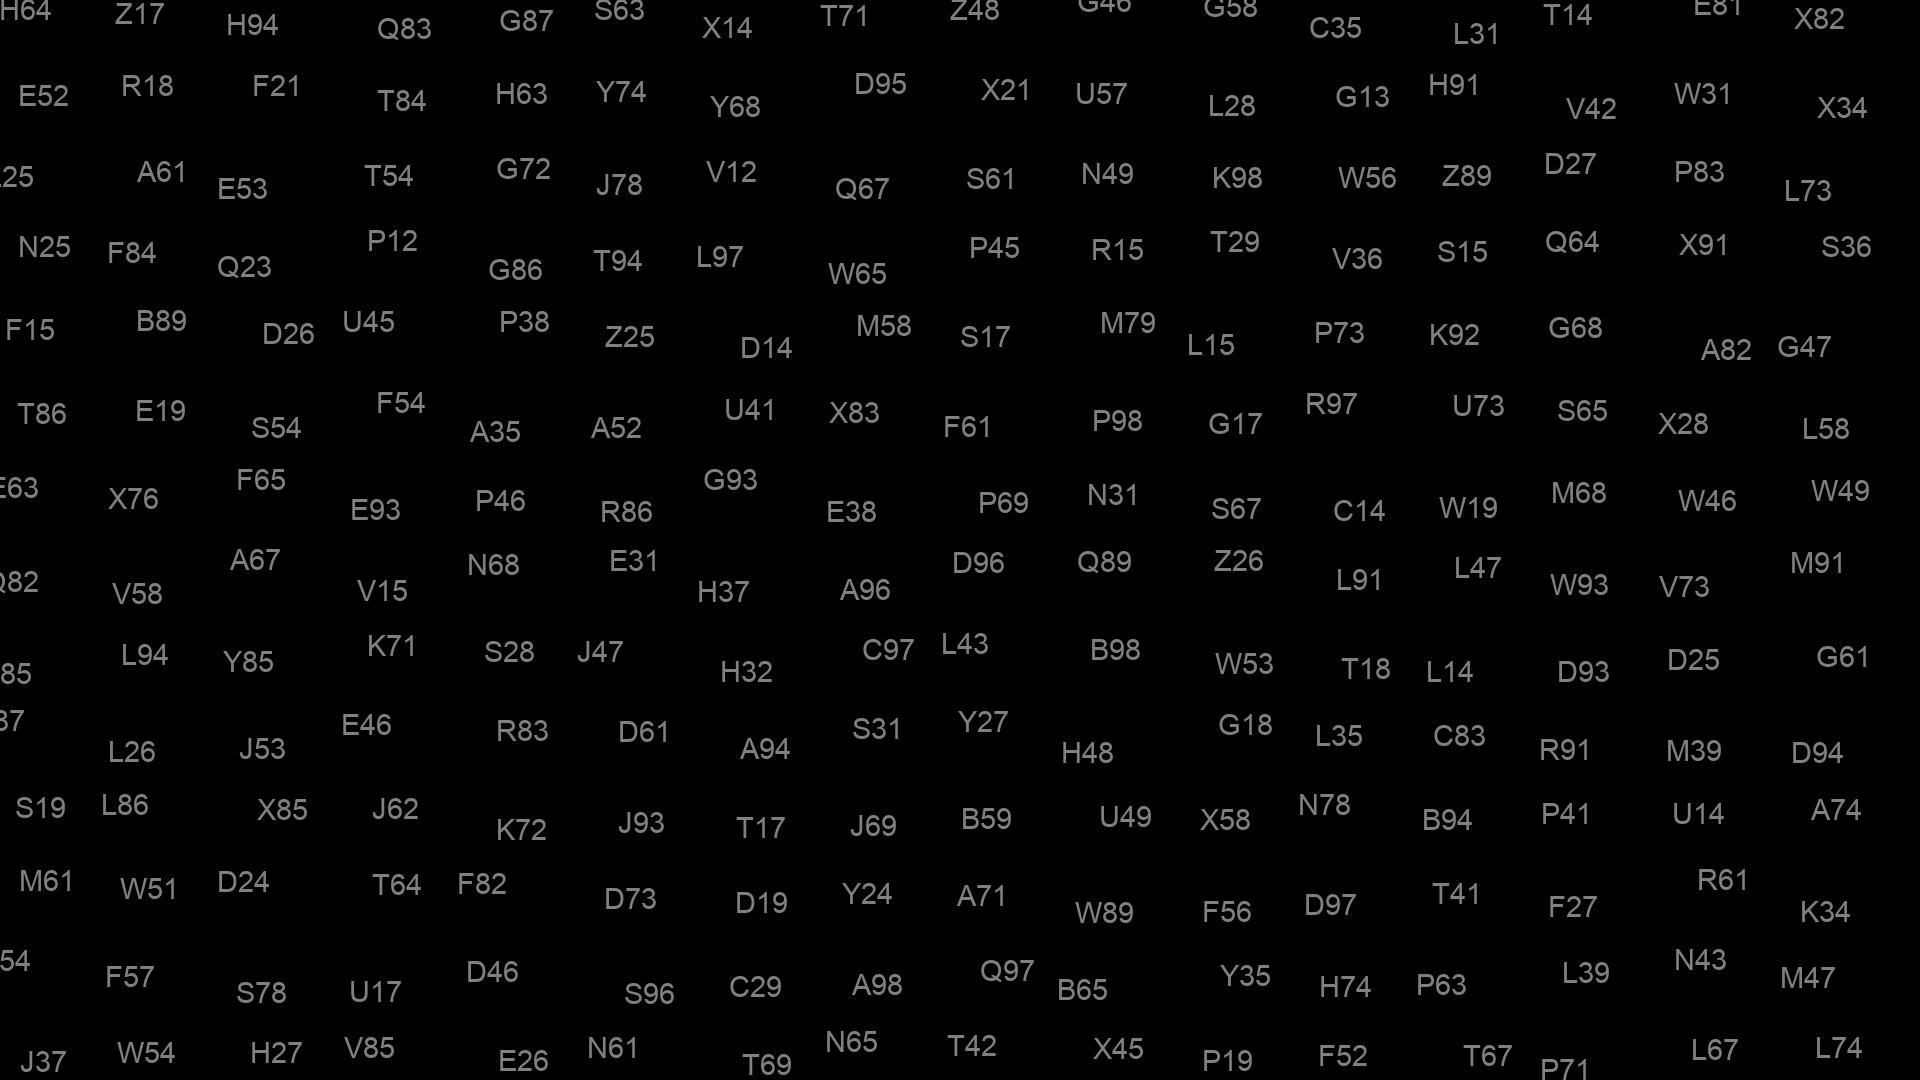 H64 Z17 H94 Q83 G87 S63 X14 T71 Z48 G46 G58 C35 L31 T14 E81 X82
E52 R18 F21 T84 H63 Y74 Y68 D95 X21 U57 L28 G13 H91 V42 W31 X34
25 A61 E53 T54 G72 J78 V12 Q67 S61 N49 K98 W56 Z89 D27 P83 L73
N25 F84 Q23 P12 G86 T94 L97 W65 P45 R15 T29 V36 S15 Q64 X91 S36
F15 B89 D26 U45 P38 Z25 D14 M58 S17 M79 L15 P73 K92 G68 A82 G47
T86 E19 S54 F54 A35 A52 U41 X83 F61 P98 G17 R97 U73 S65 X28 L58
E63 X76 F65 E93 P46 R86 G93 E38 P69 N31 S67 C14 W19 M68 W46 W49
Q82 V58 A67 V15 N68 E31 H37 A96 D96 Q89 Z26 L91 L47 W93 V73 M91
85 L94 Y85 K71 S28 J47 H32 C97 L43 B98 W53 T18 L14 D93 D25 G61
37 L26 J53 E46 R83 D61 A94 S31 Y27 H48 G18 L35 C83 R91 M39 D94
S19 L86 X85 J62 K72 J93 T17 J69 B59 U49 X58 N78 B94 P41 U14 A74
M61 W51 D24 T64 F82 D73 D19 Y24 A71 W89 F56 D97 T41 F27 R61 K34
54 F57 S78 U17 D46 S96 C29 A98 Q97 B65 Y35 H74 P63 L39 N43 M47
J37 W54 H27 V85 E26 N61 T69 N65 T42 X45 P19 F52 T67 P71 L67 L74